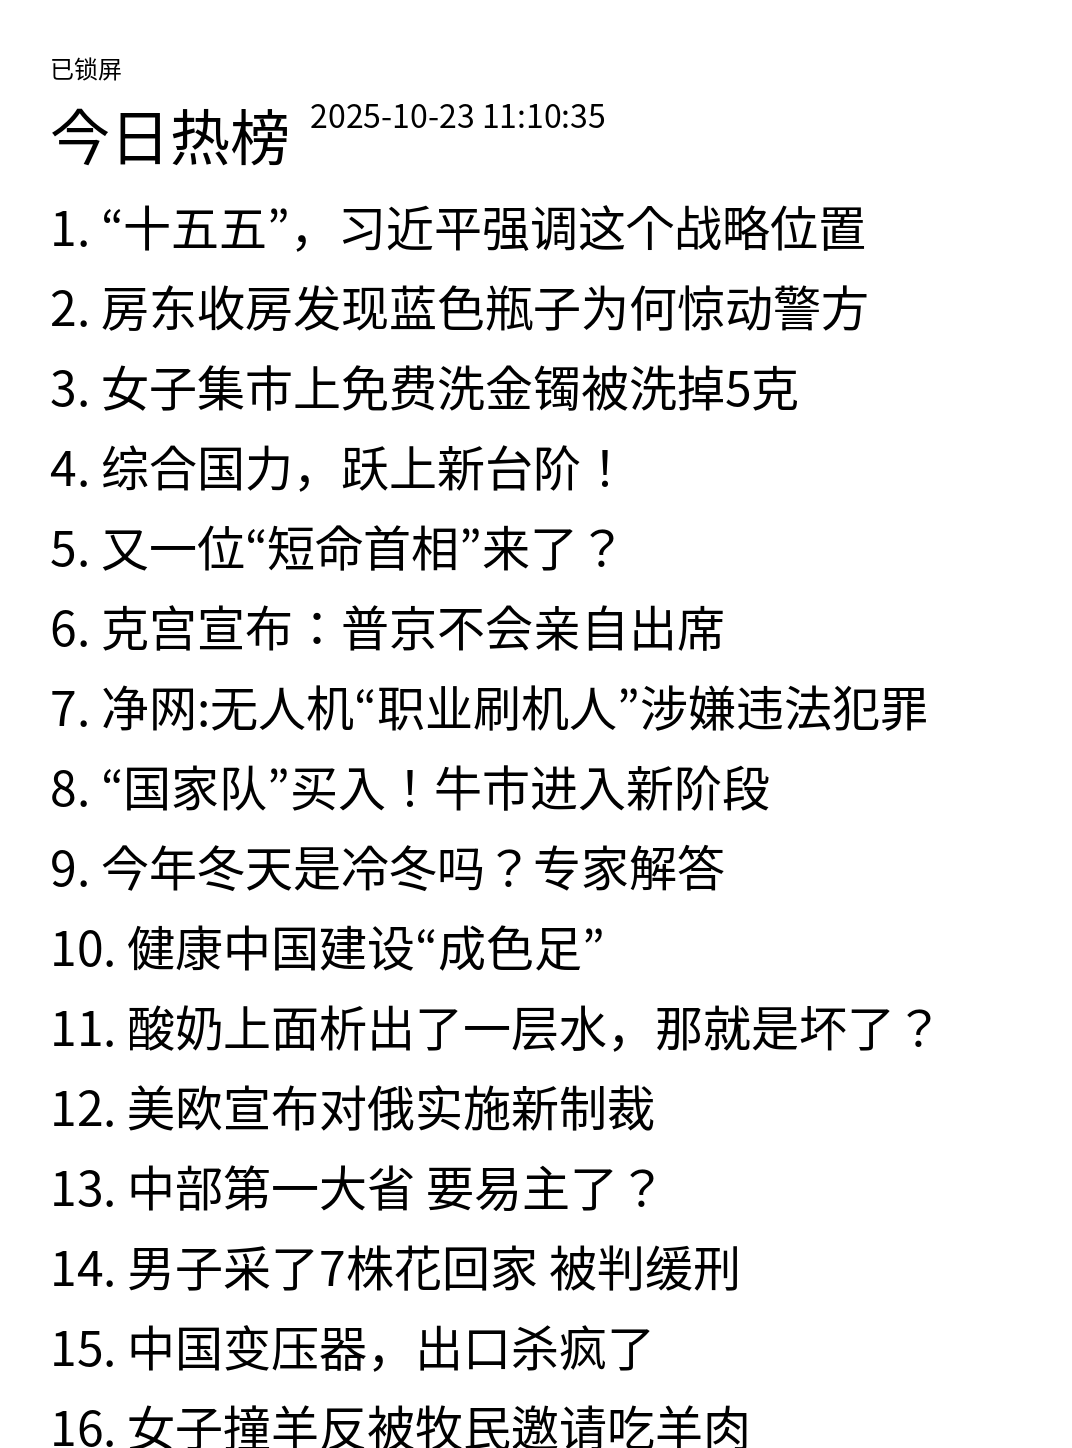 已锁屏
今日热榜 2025-10-23 11:10:35
1. “十五五”，习近平强调这个战略位置
2. 房东收房发现蓝色瓶子为何惊动警方
3. 女子集市上免费洗金镯被洗掉5克
4. 综合国力，跃上新台阶！
5. 又一位“短命首相”来了？
6. 克宫宣布：普京不会亲自出席
7. 净网:无人机“职业刷机人”涉嫌违法犯罪
8. “国家队”买入！牛市进入新阶段
9. 今年冬天是冷冬吗？专家解答
10. 健康中国建设“成色足”
11. 酸奶上面析出了一层水，那就是坏了？
12. 美欧宣布对俄实施新制裁
13. 中部第一大省 要易主了？
14. 男子采了7株花回家 被判缓刑
15. 中国变压器，出口杀疯了
16. 女子撞羊反被牧民邀请吃羊肉